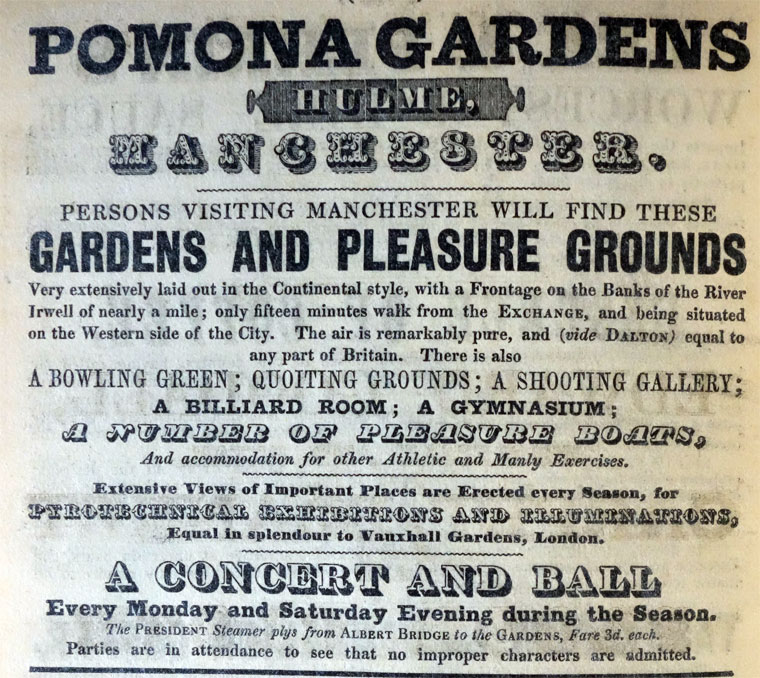 POMONA GARDENS
HULME,
MANCHESTER.
PERSONS VISITING MANCHESTER WILL FIND THESE
GARDENS AND PLEASURE GROUNDS
Very extensively laid out in the Continental style, with a Frontage on the Banks of the River
Irwell of nearly a mile; only fifteen minutes walk from the EXCHANGE, and being situated
on the Western side of the City. The air is remarkably pure, and (vide DALTON) equal to
any part of Britain. There is also
A BOWLING GREEN; QUOITING GROUNDS; A SHOOTING GALLERY;
A BILLIARD ROOM; A GYMNASIUM;
A NUMBER OF PLEASURE BOATS,
And accommodation for other Athletic and Manly Exercises.
Extensive Views of Important Places are Erected every Season, for
PYROTECHNICAL EXHIBITIONS AND ILLUMINATIONS,
Equal in splendour to Vauxhall Gardens, London.
A CONCERT AND BALL
Every Monday and Saturday Evening during the Season.
The PRESIDENT Steamer plys from ALBERT BRIDGE to the GARDENS, Fare 3d. each.
Parties are in attendance to see that no improper characters are admitted.